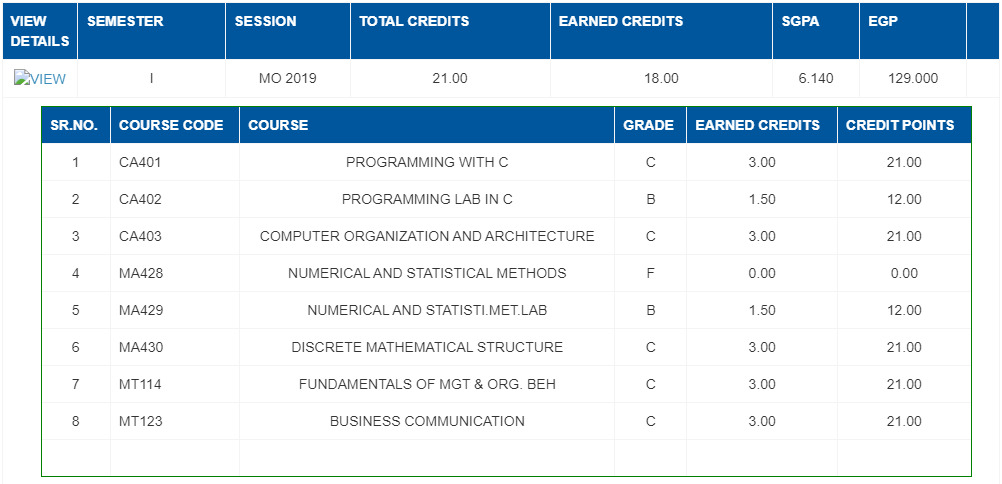 VIEW DETAILS SEMESTER SESSION TOTAL CREDITS EARNED CREDITS SGPA EGP
VIEW I MO 2019 21.00 18.00 6.140 129.000
SR.NO. COURSE CODE COURSE GRADE EARNED CREDITS CREDIT POINTS
1 CA401 PROGRAMMING WITH C C 3.00 21.00
2 CA402 PROGRAMMING LAB IN C B 1.50 12.00
3 CA403 COMPUTER ORGANIZATION AND ARCHITECTURE C 3.00 21.00
4 MA428 NUMERICAL AND STATISTICAL METHODS F 0.00 0.00
5 MA429 NUMERICAL AND STATISTI.MET.LAB B 1.50 12.00
6 MA430 DISCRETE MATHEMATICAL STRUCTURE C 3.00 21.00
7 MT114 FUNDAMENTALS OF MGT & ORG. BEH C 3.00 21.00
8 MT123 BUSINESS COMMUNICATION C 3.00 21.00